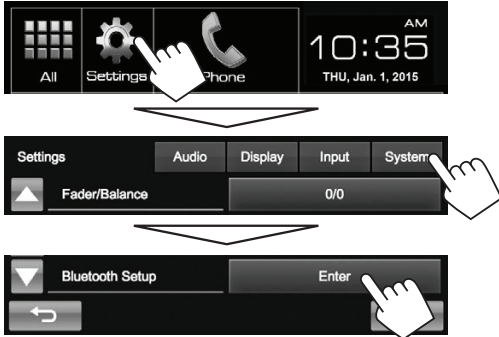 AM
10:35
All Settings Phone THU, Jan. 1, 2015
Settings Audio Display Input System
Fader/Balance 0/0
Bluetooth Setup Enter